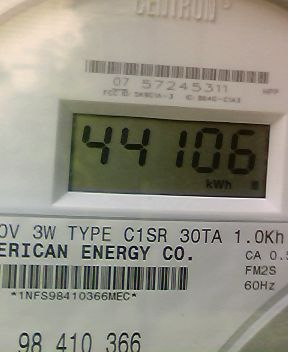 CENTRON®
07 57245311
44106
kWh
0V 3W TYPE C1SR 30TA 1.0Kh
ERICAN ENERGY CO.
CA 0.5
FM2S
60Hz
*1NFS98410366MEC*
98 410 366